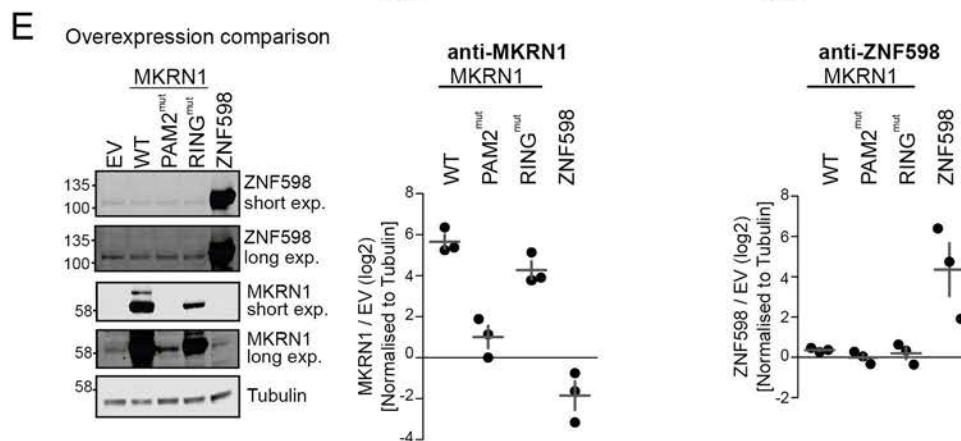 E
Overexpression comparison
MKRN1
EV
WT
PAM2mut
RINGmut
ZNF598
135
100
ZNF598
short exp.
135
100
ZNF598
long exp.
58
MKRN1
short exp.
58
MKRN1
long exp.
58
Tubulin
anti-MKRN1
MKRN1
WT
PAM2mut
RINGmut
ZNF598
MKRN1 / EV (log2)
[Normalised to Tubulin]
8
6
4
2
0
-2
-4
anti-ZNF598
MKRN1
WT
PAM2mut
RINGmut
ZNF598
ZNF598 / EV (log2)
[Normalised to Tubulin]
8
6
4
2
0
-2